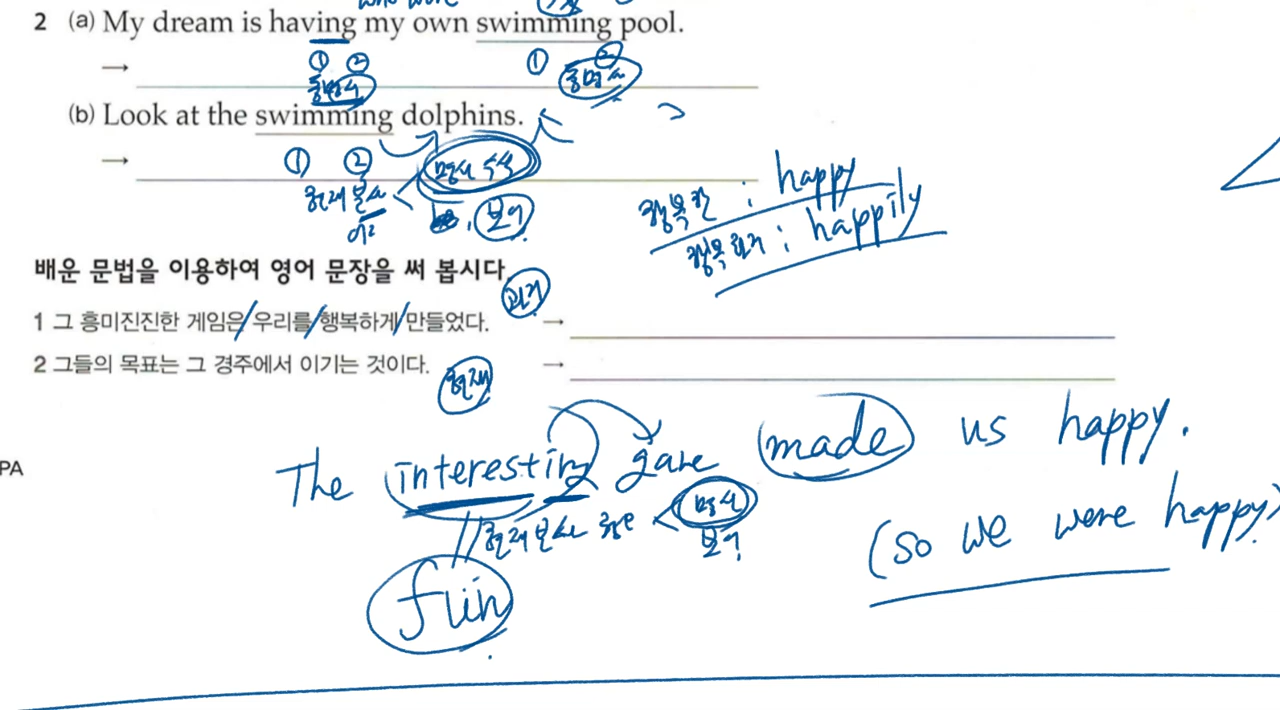 2 (a) My dream is having my own swimming pool.
① ② ① ②
→ 동명사 동명사
(b) Look at the swimming dolphins.
→ ① ② 명사 수식
현재분사 보어
행복한 : happy
행복하게 : happily
배운 문법을 이용하여 영어 문장을 써 봅시다.
과거
1 그 흥미진진한 게임은/우리를/행복하게/만들었다. →
2 그들의 목표는 그 경주에서 이기는 것이다. →
현재
The interesting game made us happy.
PA
현재분사 명사
보어
(so we were happy)
fun